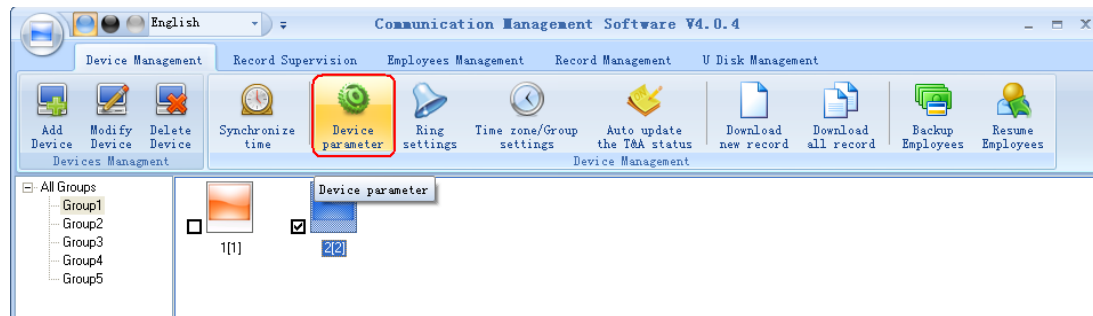 English
Communication Management Software V4.0.4
Device Management Record Supervision Employees Management Record Management U Disk Management
Add Device
Modify Device
Delete Device
Synchronize time
Device parameter
Ring settings
Time zone/Group settings
Auto update the T&A status
Download new record
Download all record
Backup Employees
Resume Employees
Devices Managment
Device Management
All Groups
Group1
Group2
Group3
Group4
Group5
Device parameter
1[1]
2[2]